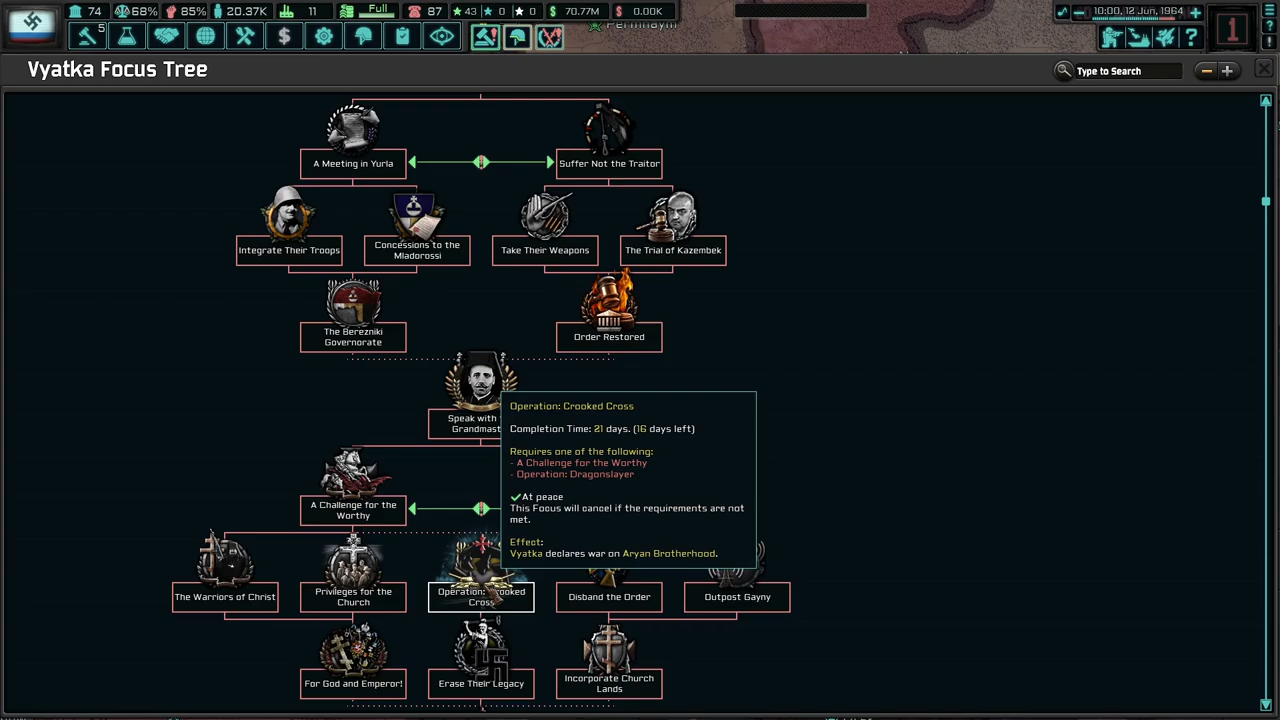 74 68% 85% 20.37K 11 Full 87 43 0 0 $ 70.77M $ 0.00K
10:00, 12 Jun, 1964
5
Vyatka Focus Tree
Type to Search
A Meeting in Yurla
Suffer Not the Traitor
Integrate Their Troops
Concessions to the
Mladorossi
Take Their Weapons
The Trial of Kazembek
The Berezniki
Governorate
Order Restored
Speak with
Grandmast
Operation: Crooked Cross
Completion Time: 21 days. (16 days left)
Requires one of the following:
- A Challenge for the Worthy
- Operation: Dragonslayer
At peace
This Focus will cancel if the requirements are not
met.
Effect:
Vyatka declares war on Aryan Brotherhood.
A Challenge for the
Worthy
The Warriors of Christ
Privileges for the
Church
Operation: Crooked
Cross
Disband the Order
Outpost Gayny
For God and Emperor!
Erase Their Legacy
Incorporate Church
Lands